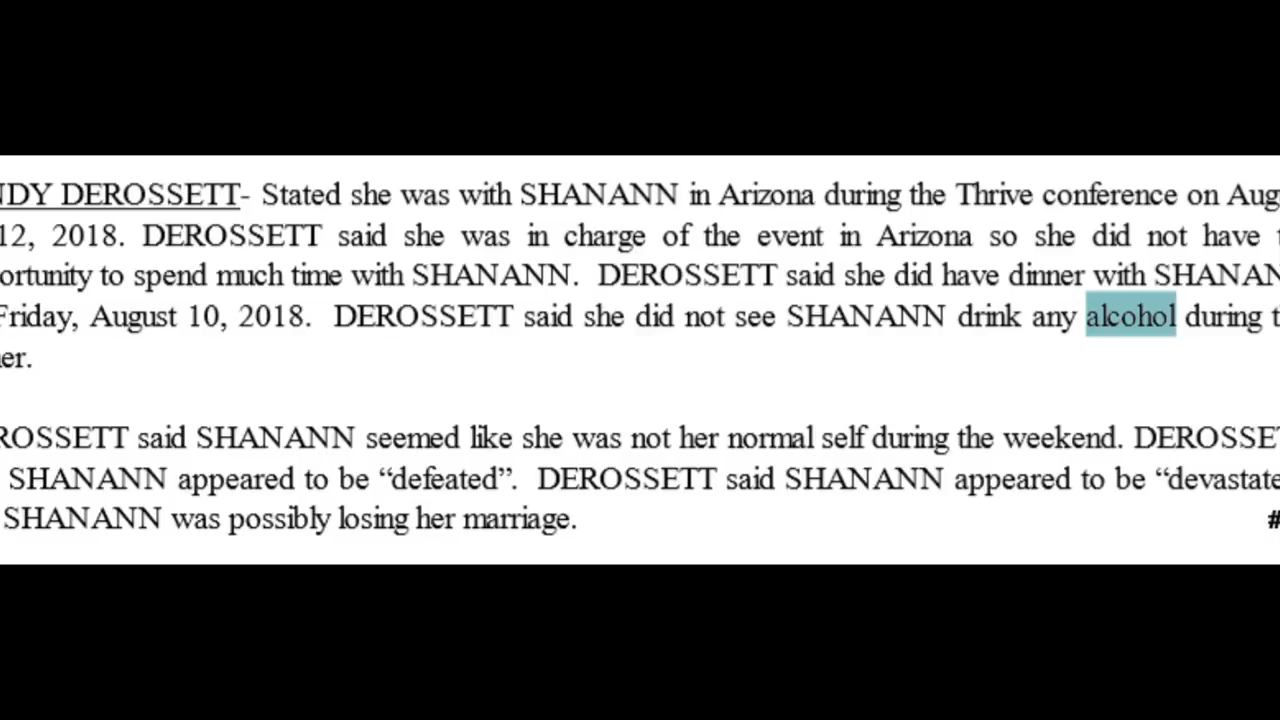 NDY DEROSSETT- Stated she was with SHANANN in Arizona during the Thrive conference on Aug
12, 2018. DEROSSETT said she was in charge of the event in Arizona so she did not have t
ortunity to spend much time with SHANANN. DEROSSETT said she did have dinner with SHANAN
Friday, August 10, 2018. DEROSSETT said she did not see SHANANN drink any alcohol during t
er.
ROSSETT said SHANANN seemed like she was not her normal self during the weekend. DEROSSET
SHANANN appeared to be “defeated”. DEROSSETT said SHANANN appeared to be “devastate
SHANANN was possibly losing her marriage.
#